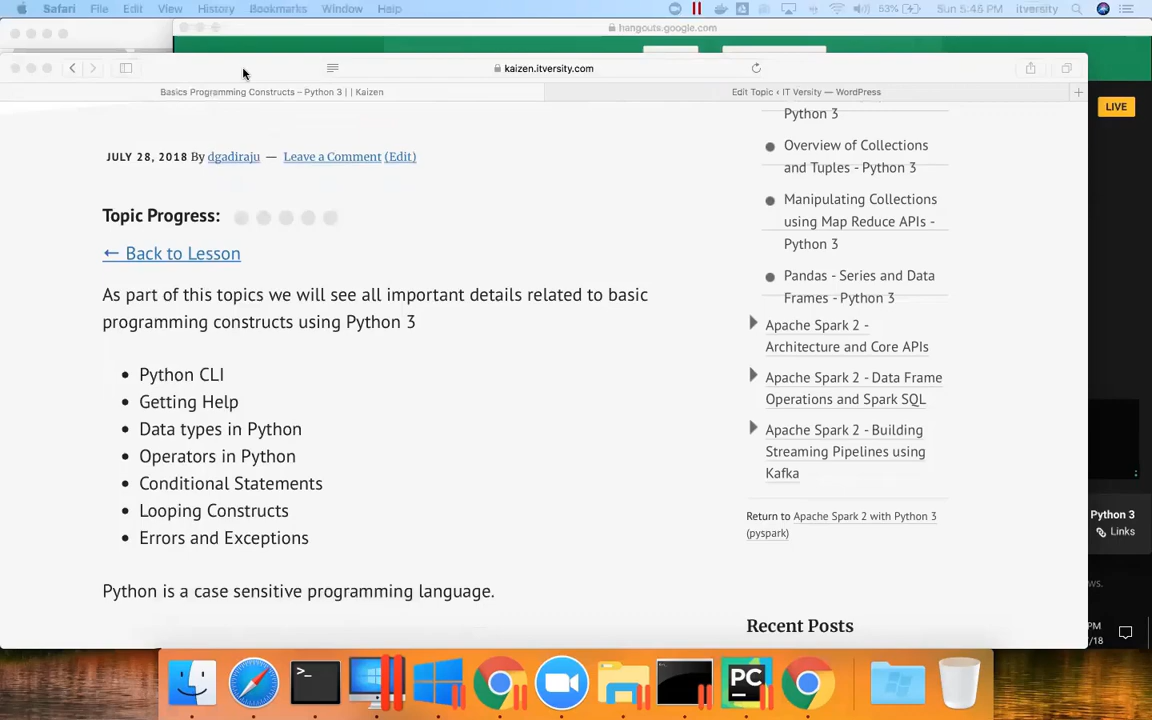 Safari File Edit View History Bookmarks Window Help 53% Sun 5:46 PM itversity
hangouts.google.com
kaizen.itversity.com
Basics Programming Constructs – Python 3 | | Kaizen
Edit Topic ‹ IT Versity — WordPress
LIVE
JULY 28, 2018 By dgadiraju — Leave a Comment (Edit)
Topic Progress:
← Back to Lesson
As part of this topics we will see all important details related to basic
programming constructs using Python 3
Python CLI
Getting Help
Data types in Python
Operators in Python
Conditional Statements
Looping Constructs
Errors and Exceptions
Python is a case sensitive programming language.
Python 3
Overview of Collections
and Tuples - Python 3
Manipulating Collections
using Map Reduce APIs -
Python 3
Pandas - Series and Data
Frames - Python 3
Apache Spark 2 -
Architecture and Core APIs
Apache Spark 2 - Data Frame
Operations and Spark SQL
Apache Spark 2 - Building
Streaming Pipelines using
Kafka
Return to Apache Spark 2 with Python 3
(pyspark)
Recent Posts
Python 3
Links
PC